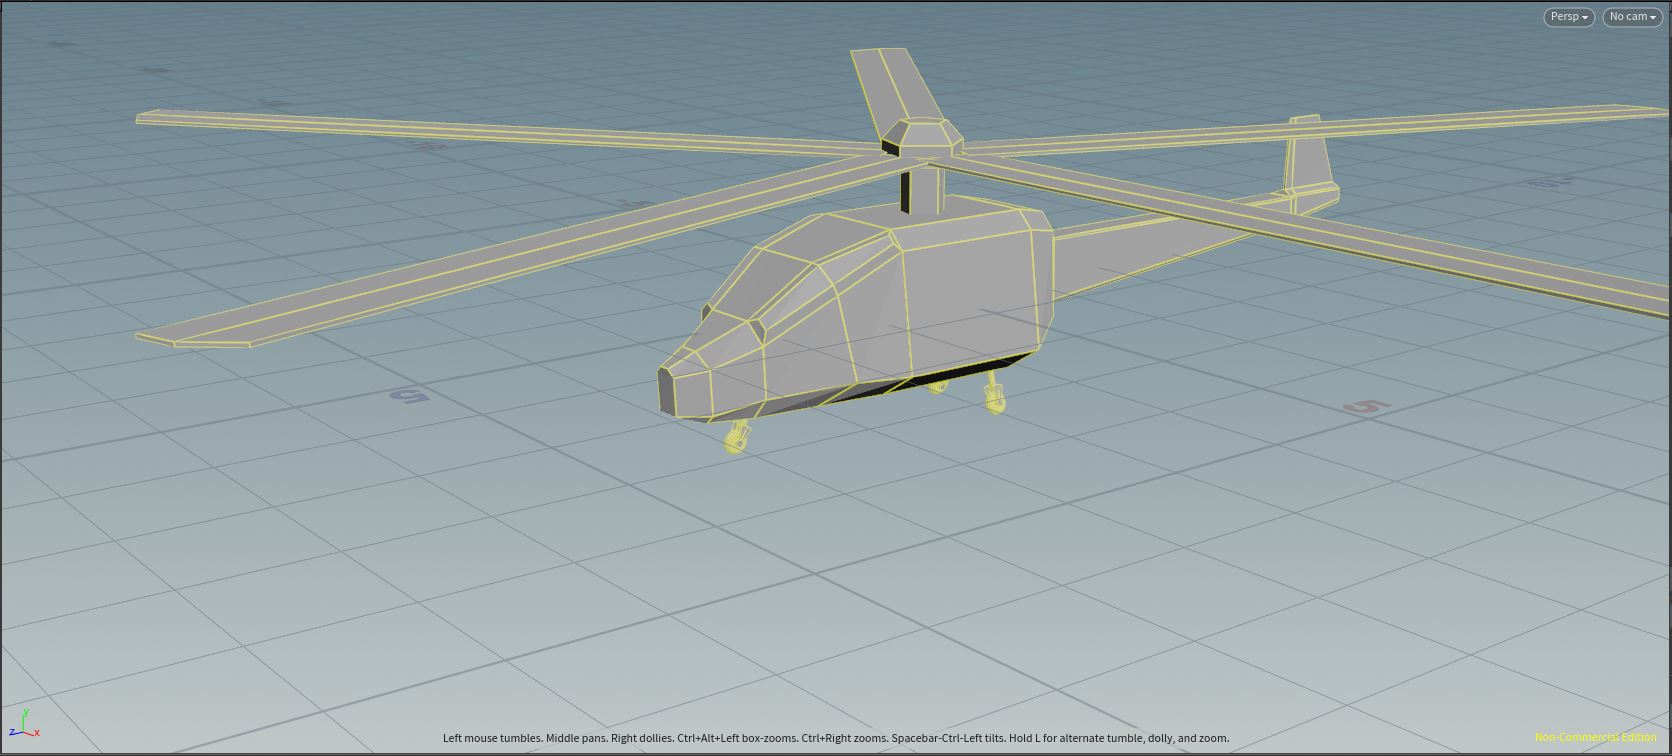 Persp
No cam
5
5
y
z
x
Left mouse tumbles. Middle pans. Right dollies. Ctrl+Alt+Left box-zooms. Ctrl+Right zooms. Spacebar-Ctrl-Left tilts. Hold L for alternate tumble, dolly, and zoom.
Non-Commercial Edition